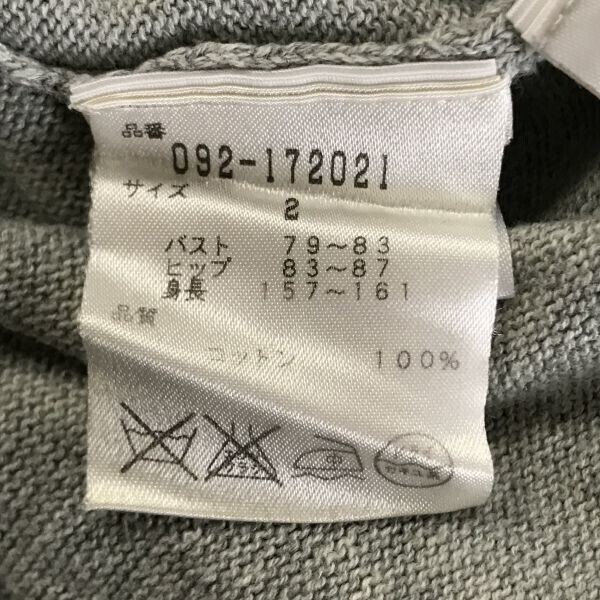 品番
092-172021
サイズ
2
バスト 79～83
ヒップ 83～87
身長 157～161
品質
コットン 100%
中